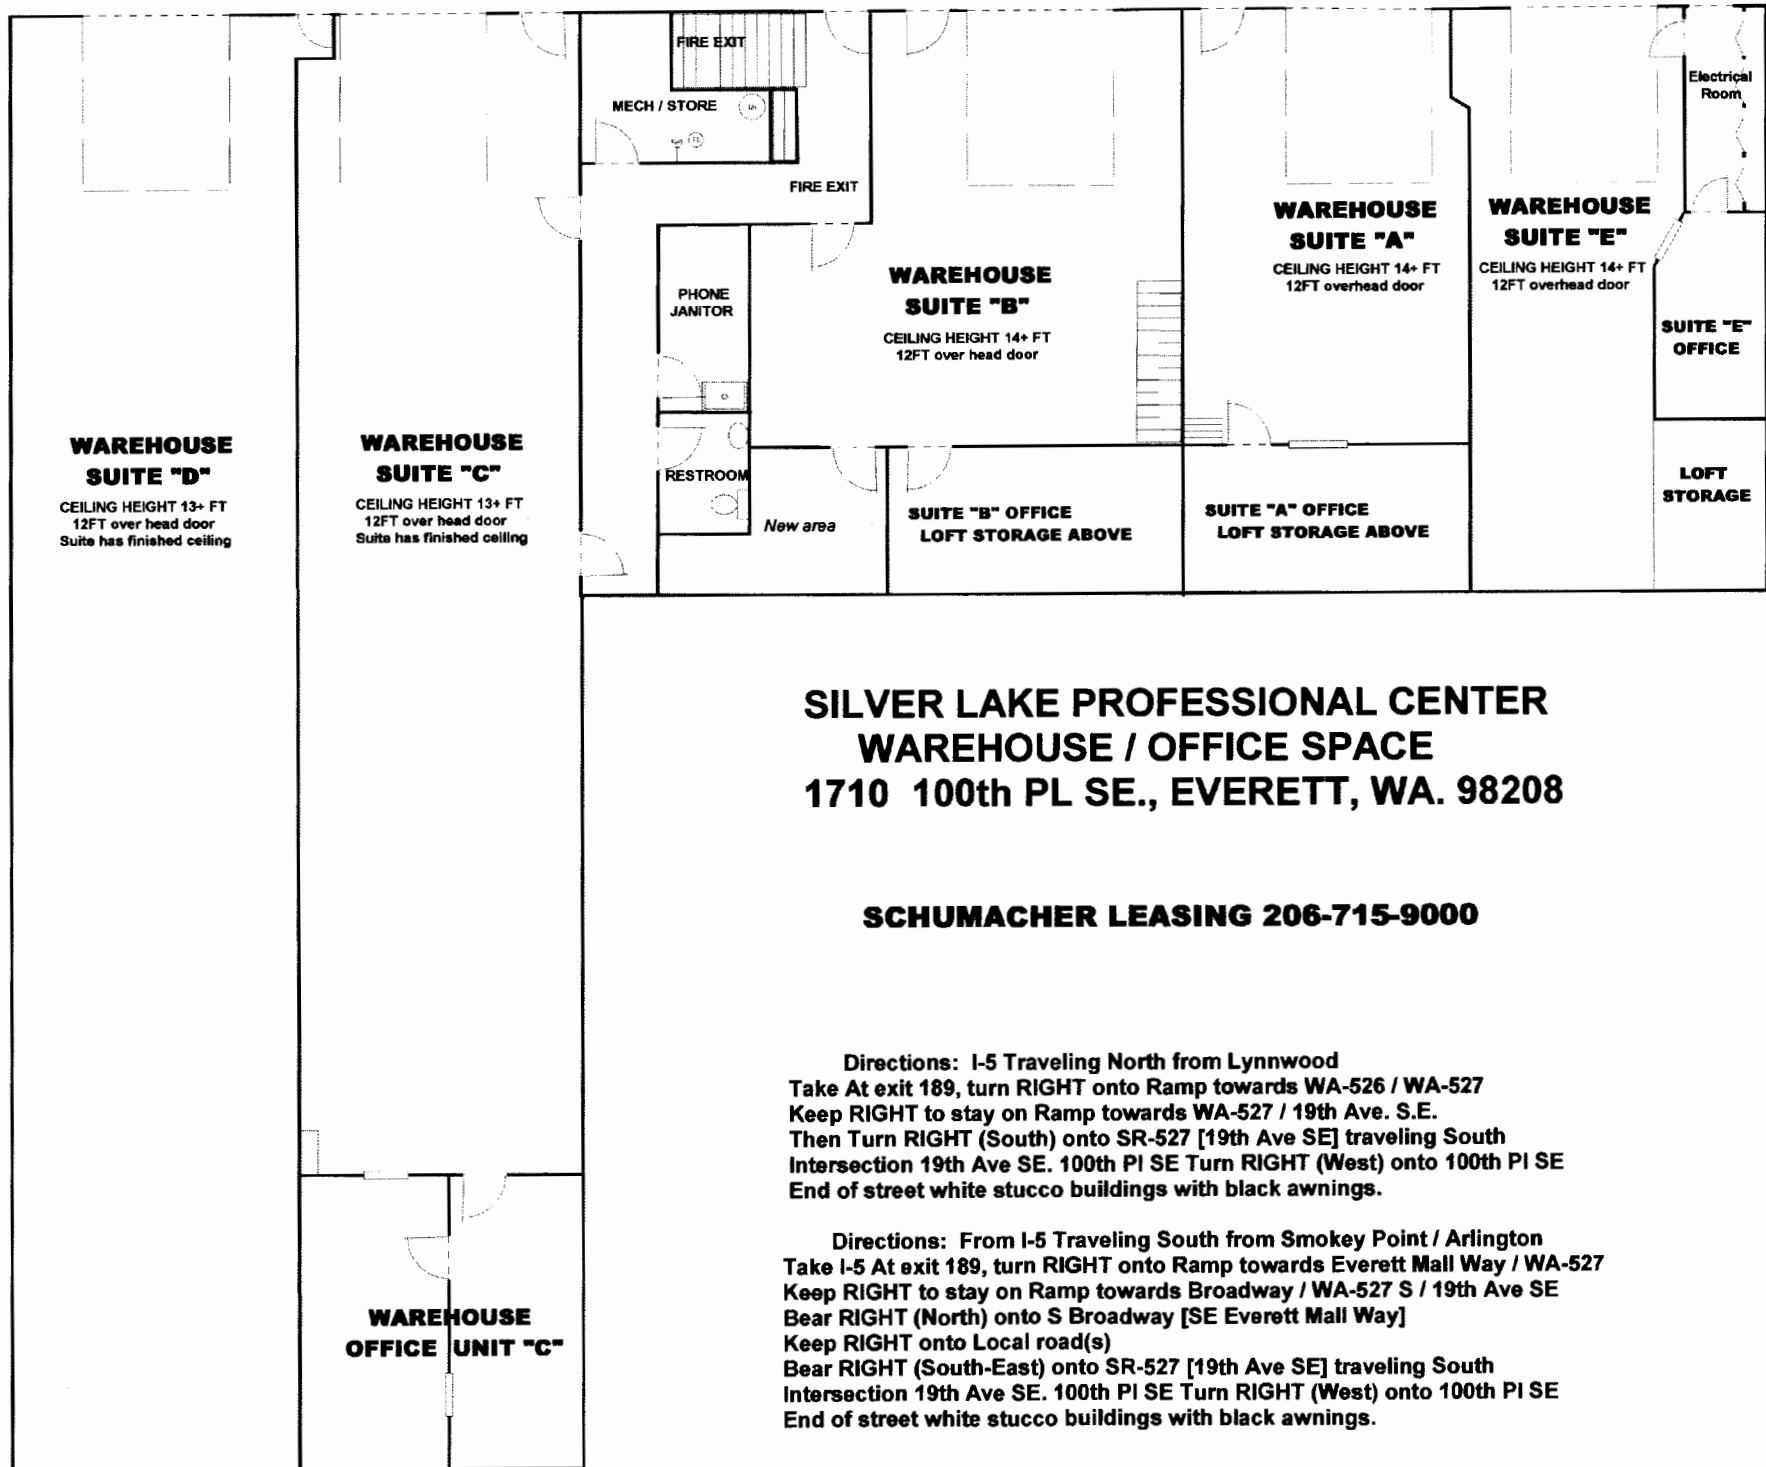 FIRE EXIT
MECH / STORE
WH
FS
FIRE EXIT
Electrical
Room
WAREHOUSE
SUITE "A"
CEILING HEIGHT 14+ FT
12FT overhead door
WAREHOUSE
SUITE "E"
CEILING HEIGHT 14+ FT
12FT overhead door
WAREHOUSE
SUITE "B"
CEILING HEIGHT 14+ FT
12FT over head door
PHONE
JANITOR
SUITE "E"
OFFICE
WAREHOUSE
SUITE "D"
CEILING HEIGHT 13+ FT
12FT over head door
Suite has finished ceiling
WAREHOUSE
SUITE "C"
CEILING HEIGHT 13+ FT
12FT over head door
Suite has finished ceiling
RESTROOM
New area
SUITE "B" OFFICE
LOFT STORAGE ABOVE
SUITE "A" OFFICE
LOFT STORAGE ABOVE
LOFT
STORAGE
SILVER LAKE PROFESSIONAL CENTER
WAREHOUSE / OFFICE SPACE
1710 100th PL SE., EVERETT, WA. 98208
SCHUMACHER LEASING 206-715-9000
Directions: I-5 Traveling North from Lynnwood
Take At exit 189, turn RIGHT onto Ramp towards WA-526 / WA-527
Keep RIGHT to stay on Ramp towards WA-527 / 19th Ave. S.E.
Then Turn RIGHT (South) onto SR-527 [19th Ave SE] traveling South
Intersection 19th Ave SE. 100th Pl SE Turn RIGHT (West) onto 100th Pl SE
End of street white stucco buildings with black awnings.
Directions: From I-5 Traveling South from Smokey Point / Arlington
Take I-5 At exit 189, turn RIGHT onto Ramp towards Everett Mall Way / WA-527
Keep RIGHT to stay on Ramp towards Broadway / WA-527 S / 19th Ave SE
Bear RIGHT (North) onto S Broadway [SE Everett Mall Way]
Keep RIGHT onto Local road(s)
Bear RIGHT (South-East) onto SR-527 [19th Ave SE] traveling South
Intersection 19th Ave SE. 100th Pl SE Turn RIGHT (West) onto 100th Pl SE
End of street white stucco buildings with black awnings.
WAREHOUSE
OFFICE UNIT "C"